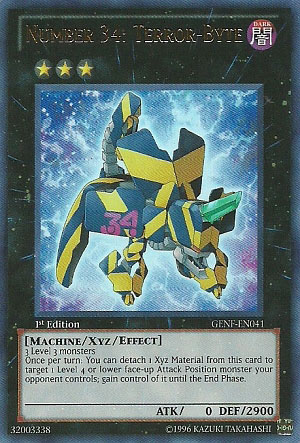 NUMBER 34: TERROR-BYTE
DARK
闇
34
1st Edition
GENF-EN041
[MACHINE/XYZ/EFFECT]
3 Level 3 monsters
Once per turn: You can detach 1 Xyz Material from this card to
target 1 Level 4 or lower face-up Attack Position monster your
opponent controls; gain control of it until the End Phase.
ATK/ 0 DEF/2900
32003338
©1996 KAZUKI TAKAHASHI